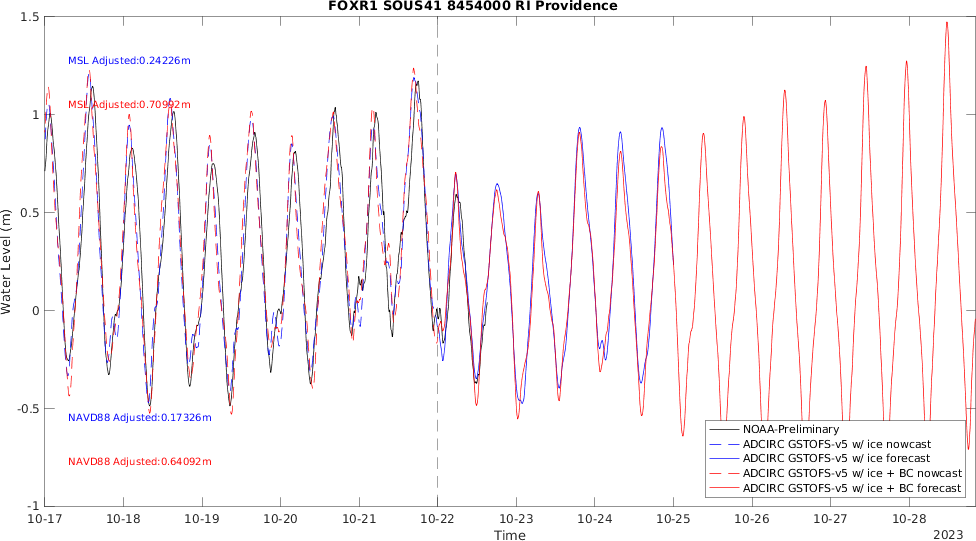 FOXR1 SOUS41 8454000 RI Providence
1.5
1
0.5
0
-0.5
-1
Water Level (m)
MSL Adjusted:0.24226m
MSL Adjusted:0.70992m
NAVD88 Adjusted:0.17326m
NAVD88 Adjusted:0.64092m
NOAA-Preliminary
ADCIRC GSTOFS-v5 w/ ice nowcast
ADCIRC GSTOFS-v5 w/ ice forecast
ADCIRC GSTOFS-v5 w/ ice + BC nowcast
ADCIRC GSTOFS-v5 w/ ice + BC forecast
10-17 10-18 10-19 10-20 10-21 10-22 10-23 10-24 10-25 10-26 10-27 10-28
Time
2023